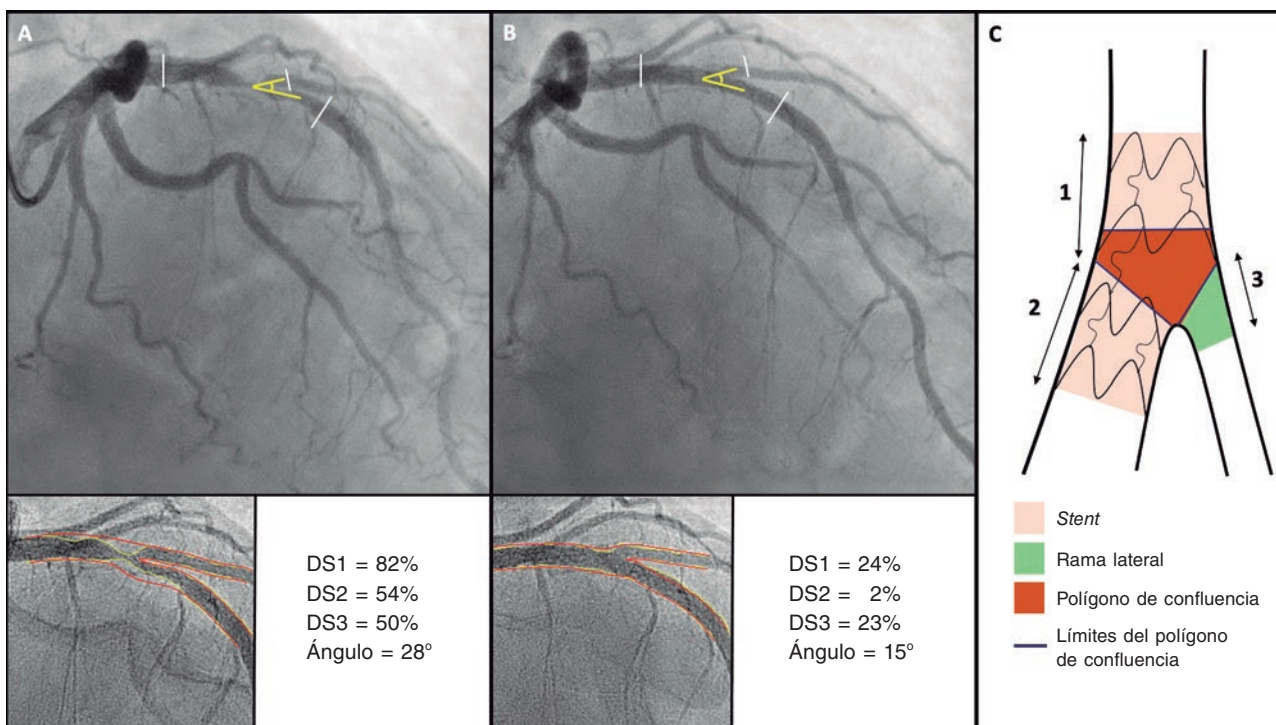 A
B
C
1
2
3
DS1 = 82%
DS2 = 54%
DS3 = 50%
Ángulo = 28º
DS1 = 24%
DS2 = 2%
DS3 = 23%
Ángulo = 15º
Stent
Rama lateral
Polígono de confluencia
Límites del polígono
de confluencia